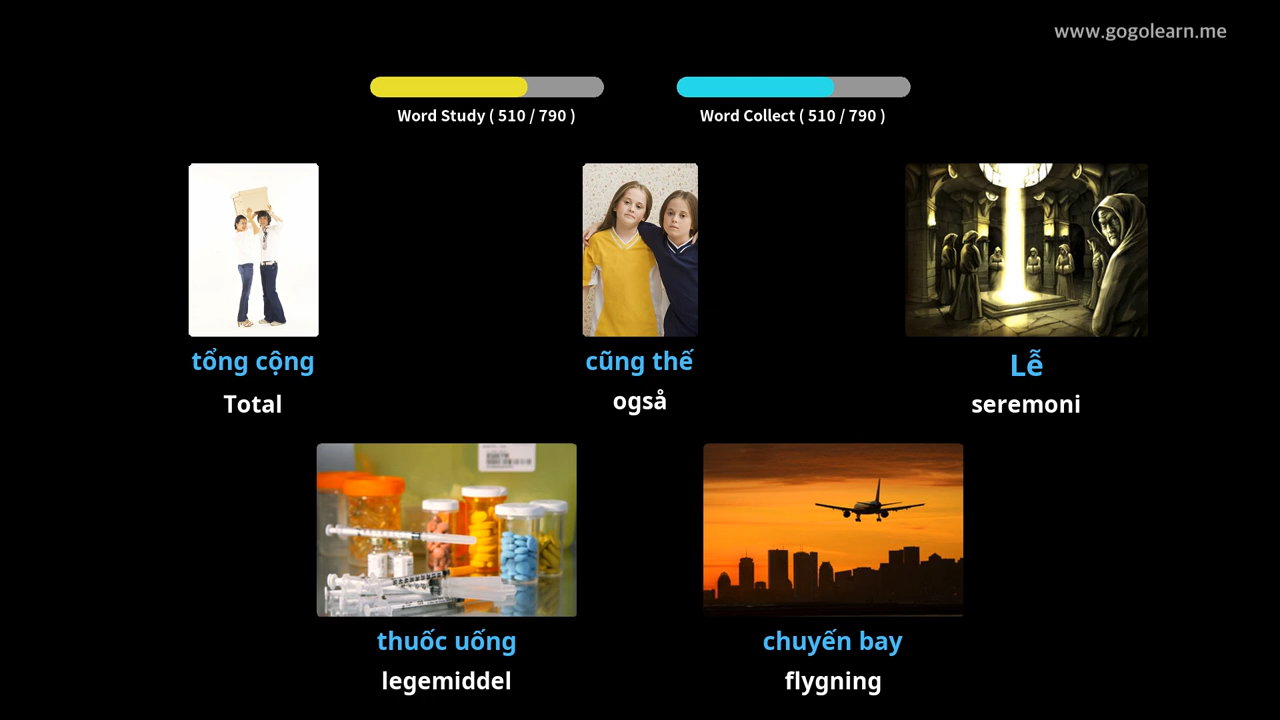 www.gogolearn.me
Word Study ( 510 / 790 )
Word Collect ( 510 / 790 )
tổng cộng
Total
cũng thế
også
Lễ
seremoni
thuốc uống
legemiddel
chuyến bay
flygning